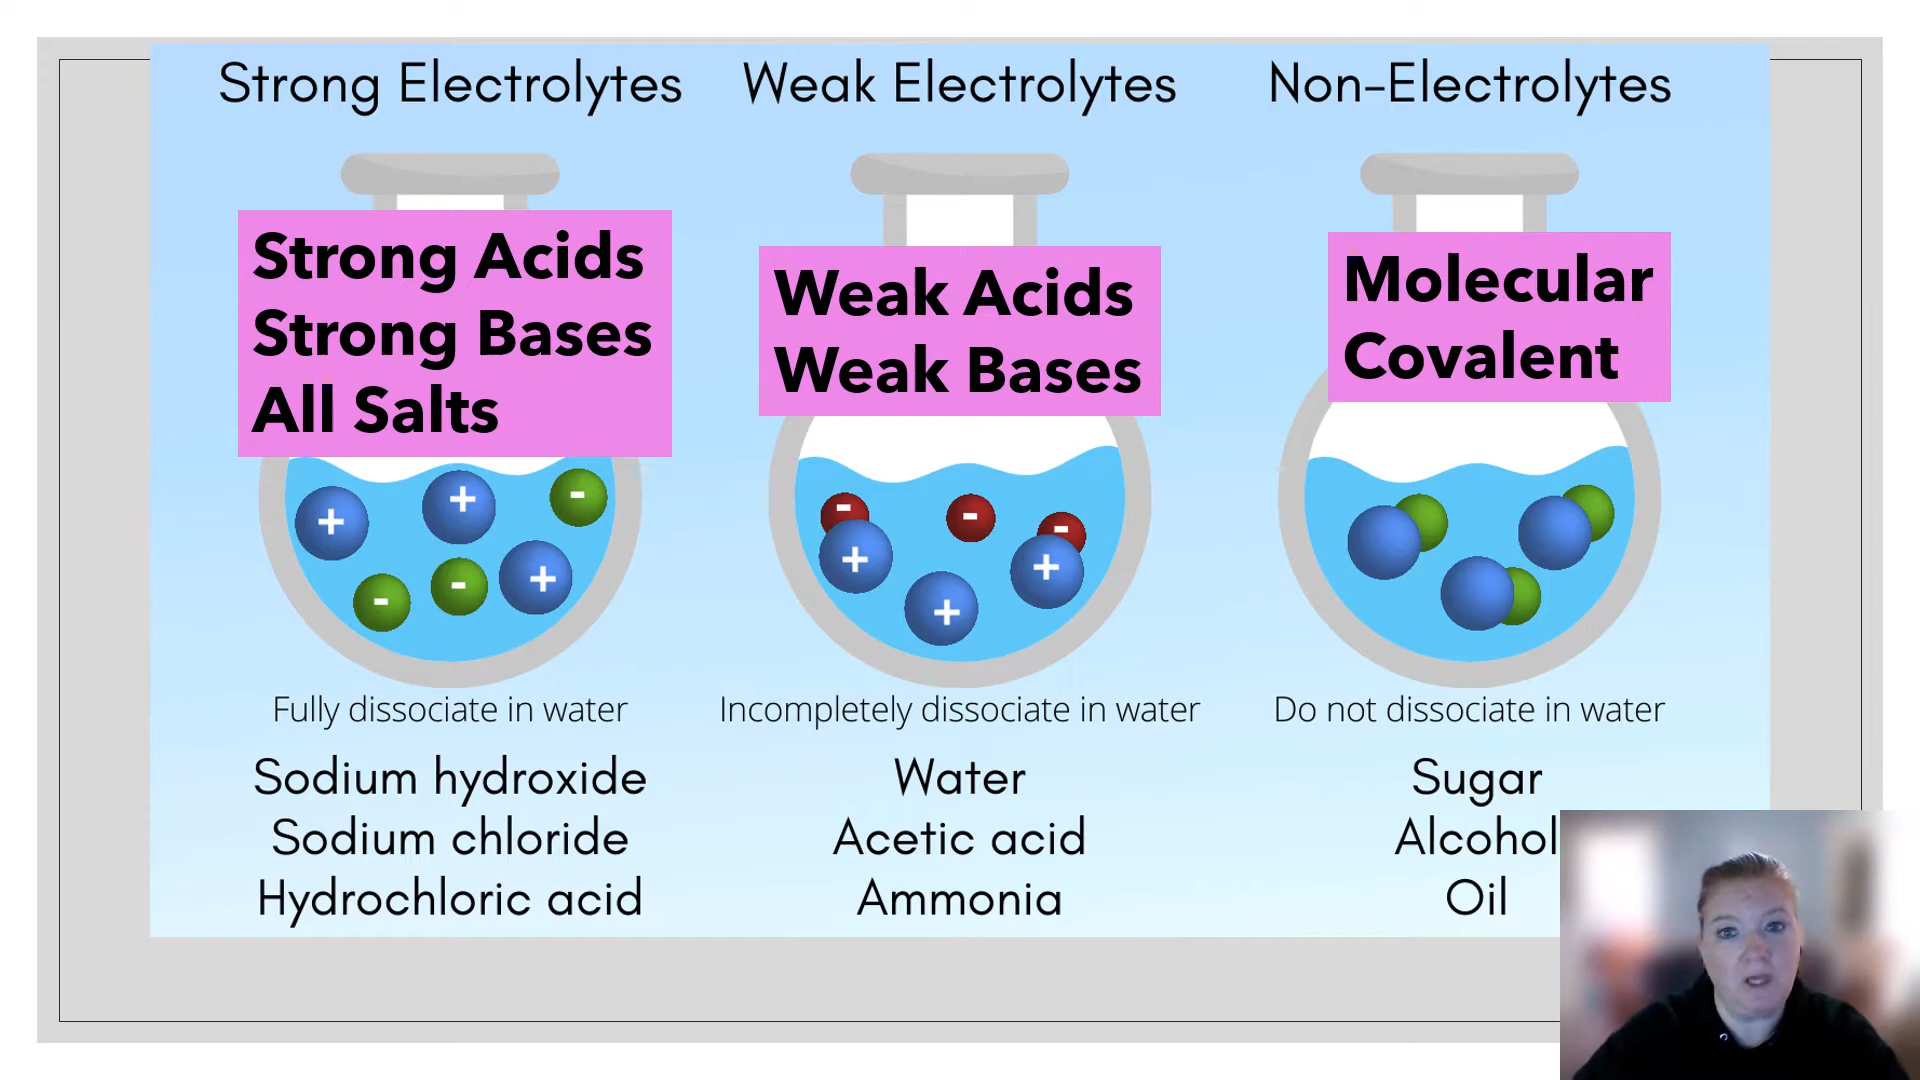 Strong Electrolytes
Weak Electrolytes
Non-Electrolytes
Strong Acids
Strong Bases
All Salts
Weak Acids
Weak Bases
Molecular
Covalent
+
+
-
-
-
+
-
+
-
+
-
+
Fully dissociate in water
Incompletely dissociate in water
Do not dissociate in water
Sodium hydroxide
Sodium chloride
Hydrochloric acid
Water
Acetic acid
Ammonia
Sugar
Alcohol
Oil